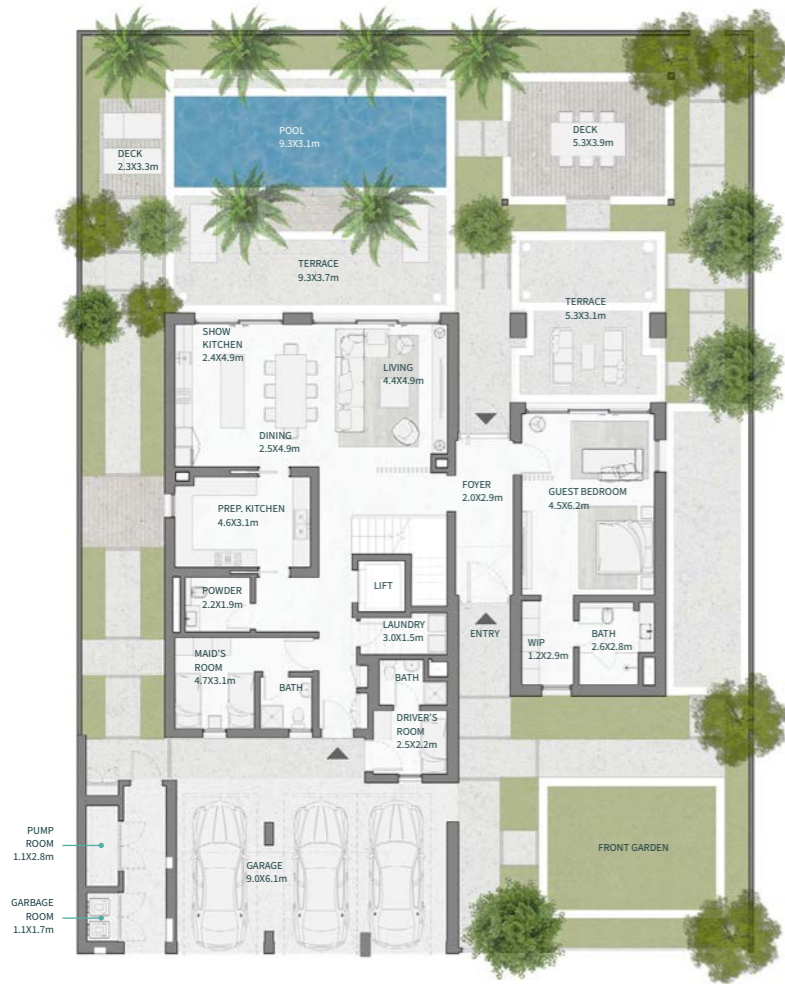 POOL
9.3X3.1m
DECK
5.3X3.9m
DECK
2.3X3.3m
TERRACE
9.3X3.7m
TERRACE
5.3X3.1m
SHOW
KITCHEN
2.4X4.9m
LIVING
4.4X4.9m
DINING
2.5X4.9m
FOYER
2.0X2.9m
GUEST BEDROOM
4.5X6.2m
PREP. KITCHEN
4.6X3.1m
LIFT
POWDER
2.2X1.9m
LAUNDRY
3.0X1.5m
ENTRY
WIP
1.2X2.9m
BATH
2.6X2.8m
MAID'S
ROOM
4.7X3.1m
BATH
BATH
DRIVER'S
ROOM
2.5X2.2m
PUMP
ROOM
1.1X2.8m
GARAGE
9.0X6.1m
FRONT GARDEN
GARBAGE
ROOM
1.1X1.7m